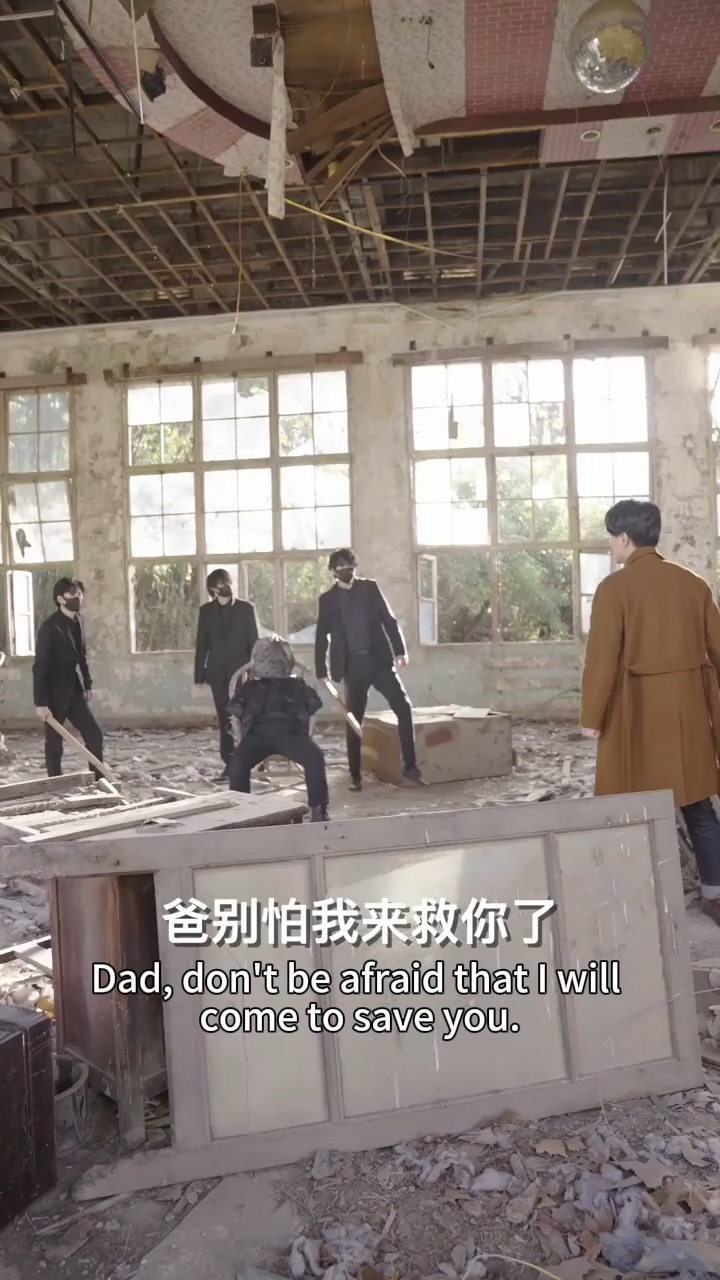 爸别怕我来救你了
Dad, don't be afraid that I will
come to save you.